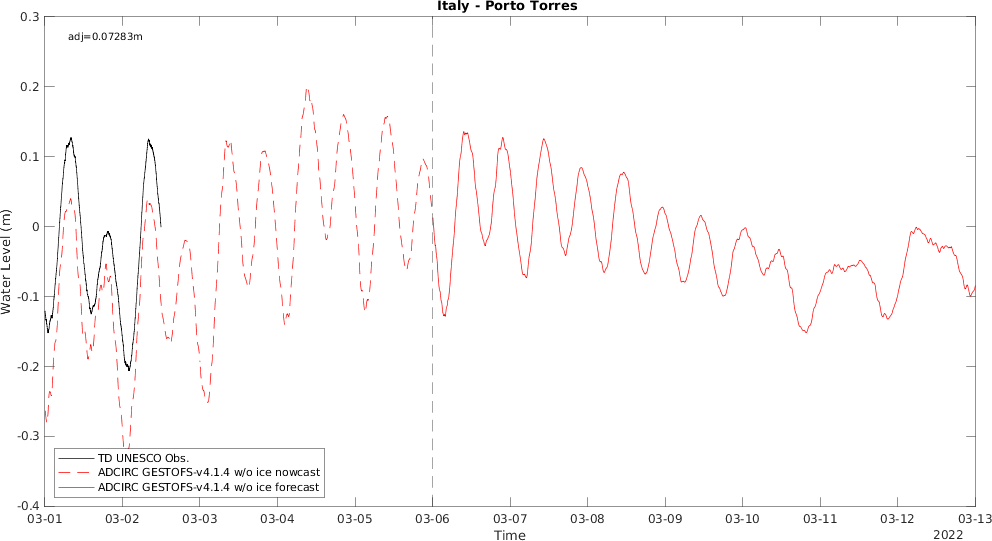 Italy - Porto Torres
adj=0.07283m
0.3
0.2
0.1
0
-0.1
-0.2
-0.3
-0.4
Water Level (m)
TD UNESCO Obs.
ADCIRC GESTOFS-v4.1.4 w/o ice nowcast
ADCIRC GESTOFS-v4.1.4 w/o ice forecast
03-01 03-02 03-03 03-04 03-05 03-06 03-07 03-08 03-09 03-10 03-11 03-12 03-13
Time
2022